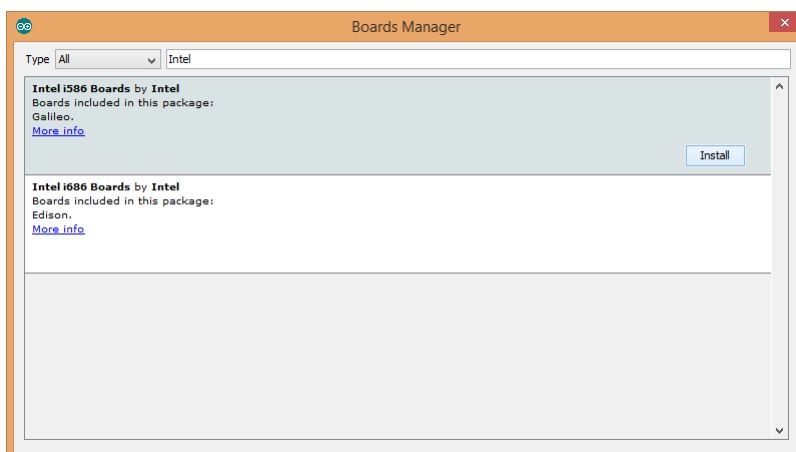 Boards Manager
Type All Intel
Intel i586 Boards by Intel
Boards included in this package:
Galileo.
More info
Install
Intel i686 Boards by Intel
Boards included in this package:
Edison.
More info